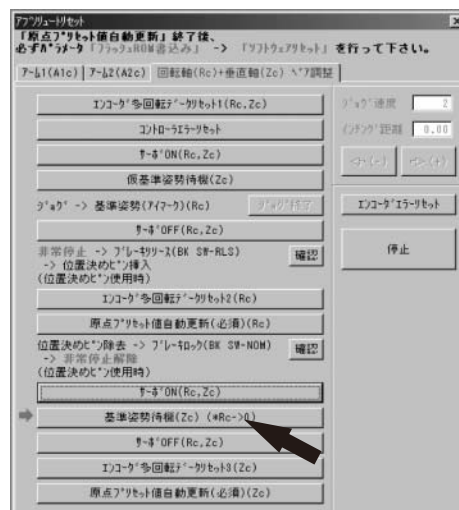 アブソリュートリセット
「原点プリセット値自動更新」終了後、
必ずパラメータ「フラッシュROM書込み」 -> 「ソフトウェアリセット」 を行って下さい。
アーム1(A1c)
アーム2(A2c)
回転軸(Rc)+垂直軸(Zc) ペア調整
エンコーダ多回転データリセット1(Rc,Zc)
コントローラエラーリセット
サーボON(Rc,Zc)
仮基準姿勢待機(Zc)
ジョグ -> 基準姿勢(アイマーク)(Rc)
ジョグ終了
サーボOFF(Rc,Zc)
非常停止 -> ブレーキリリース(BK SW-RLS)
-> 位置決めピン挿入
(位置決めピン使用時)
確認
エンコーダ多回転データリセット2(Rc)
原点プリセット値自動更新(必須)(Rc)
位置決めピン除去 -> ブレーキロック(BK SW-NOM)
-> 非常停止解除
(位置決めピン使用時)
確認
サーボON(Rc,Zc)
基準姿勢待機(Zc) (*Rc->0)
サーボOFF(Rc,Zc)
エンコーダ多回転データリセット3(Zc)
原点プリセット値自動更新(必須)(Zc)
ジョグ速度 2
インチング距離 0.00
<J-(-)
J->(+)
エンコーダエラーリセット
停止